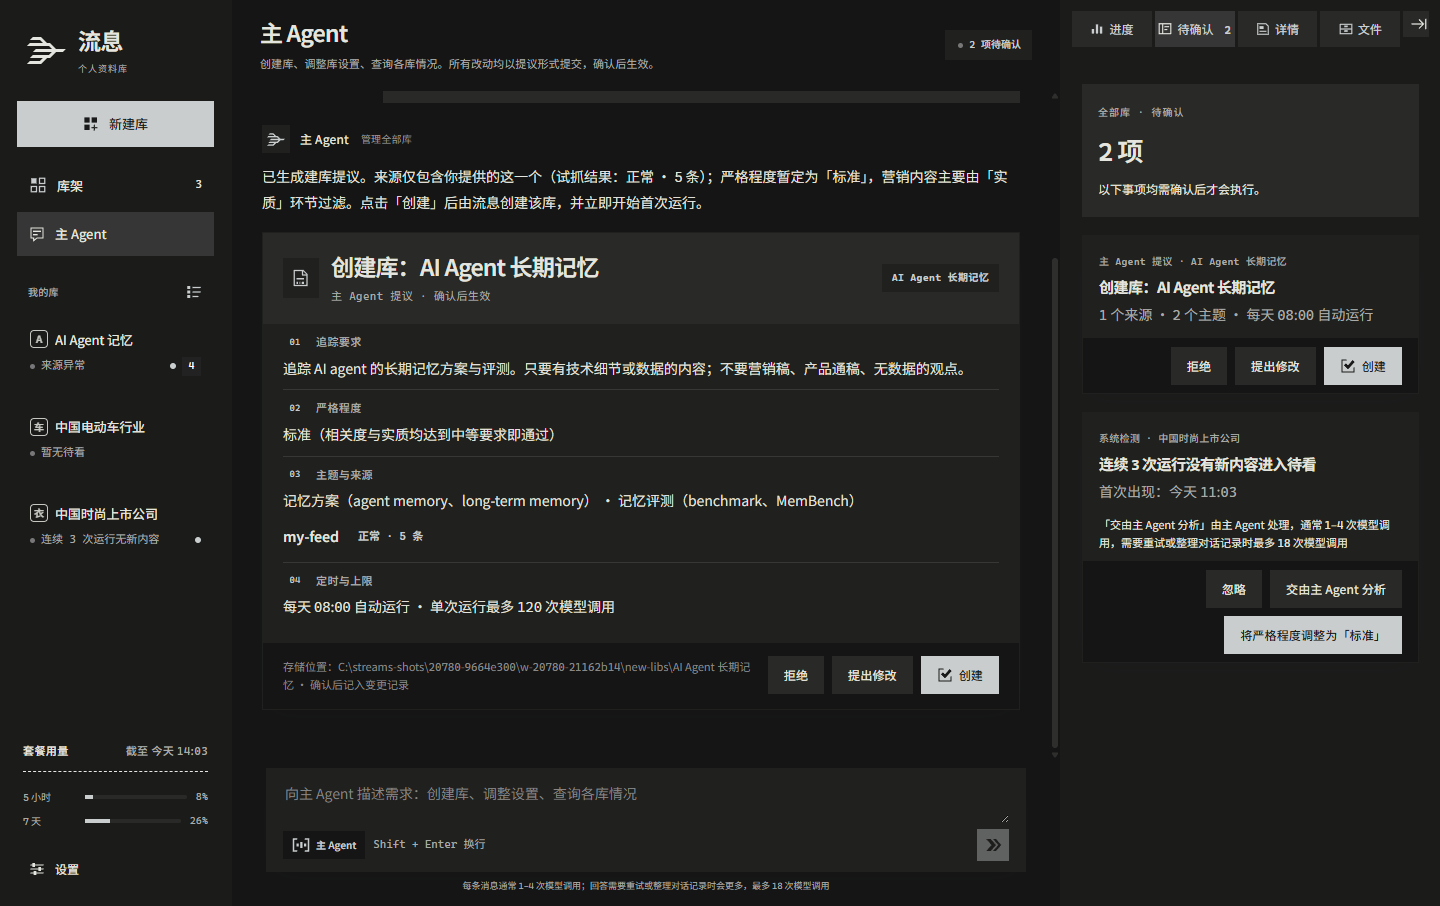 流息
个人资料库
新建库
库架 3
主 Agent
我的库
A AI Agent 记忆
来源异常 4
车 中国电动车行业
暂无待看
衣 中国时尚上市公司
连续 3 次运行无新内容
套餐用量 截至 今天 14:03
5 小时 8%
7 天 26%
设置
主 Agent
创建库、调整库设置、查询各库情况。所有改动均以提议形式提交，确认后生效。
2 项待确认
主 Agent 管理全部库
已生成建库提议。来源仅包含你提供的这一个（试抓结果：正常 · 5 条）；严格程度暂定为「标准」，营销内容主要由「实
质」环节过滤。点击「创建」后由流息创建该库，并立即开始首次运行。
创建库：AI Agent 长期记忆
主 Agent 提议 · 确认后生效
AI Agent 长期记忆
01 追踪要求
追踪 AI agent 的长期记忆方案与评测。只要有技术细节或数据的内容；不要营销稿、产品通稿、无数据的观点。
02 严格程度
标准（相关度与实质均达到中等要求即通过）
03 主题与来源
记忆方案（agent memory、long-term memory） · 记忆评测（benchmark、MemBench）
my-feed 正常 · 5 条
04 定时与上限
每天 08:00 自动运行 · 单次运行最多 120 次模型调用
存储位置：C:\streams-shots\20780-9664e300\w-20780-21162b14\new-libs\AI Agent 长期记
忆 · 确认后记入变更记录
拒绝 提出修改 创建
向主 Agent 描述需求：创建库、调整设置、查询各库情况
主 Agent Shift + Enter 换行
每条消息通常 1–4 次模型调用；回答需要重试或整理对话记录时会更多，最多 18 次模型调用
进度 待确认 2 详情 文件
全部库 · 待确认
2 项
以下事项均需确认后才会执行。
主 Agent 提议 · AI Agent 长期记忆
创建库：AI Agent 长期记忆
1 个来源 · 2 个主题 · 每天 08:00 自动运行
拒绝 提出修改 创建
系统检测 · 中国时尚上市公司
连续 3 次运行没有新内容进入待看
首次出现：今天 11:03
「交由主 Agent 分析」由主 Agent 处理，通常 1–4 次模型调
用，需要重试或整理对话记录时最多 18 次模型调用
忽略 交由主 Agent 分析
将严格程度调整为「标准」